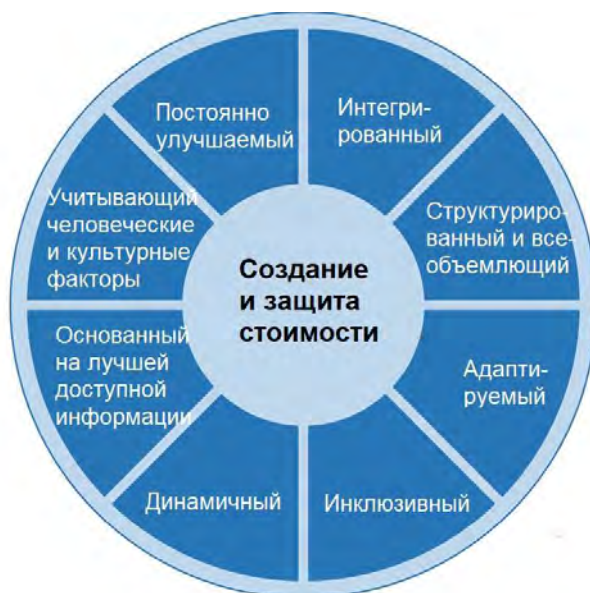 Постоянно
улучшаемый
Интегри-
рованный
Учитывающий
человеческие
и культурные
факторы
Структуриро-
ванный и все-
объемлющий
Создание
и защита
стоимости
Основанный
на лучшей
доступной
информации
Адапти-
руемый
Динамичный
Инклюзивный